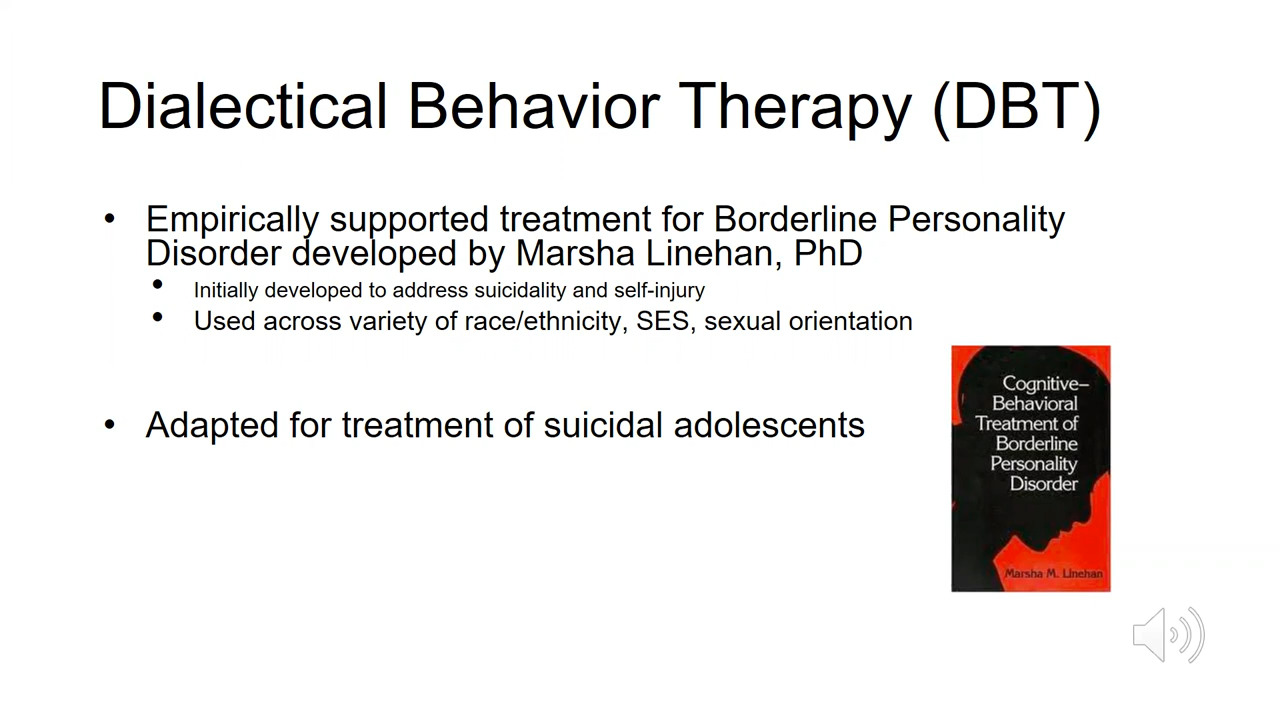 Dialectical Behavior Therapy (DBT)
• Empirically supported treatment for Borderline Personality
Disorder developed by Marsha Linehan, PhD
• Initially developed to address suicidality and self-injury
• Used across variety of race/ethnicity, SES, sexual orientation
• Adapted for treatment of suicidal adolescents
Cognitive–
Behavioral
Treatment of
Borderline
Personality
Disorder
Marsha M. Linehan